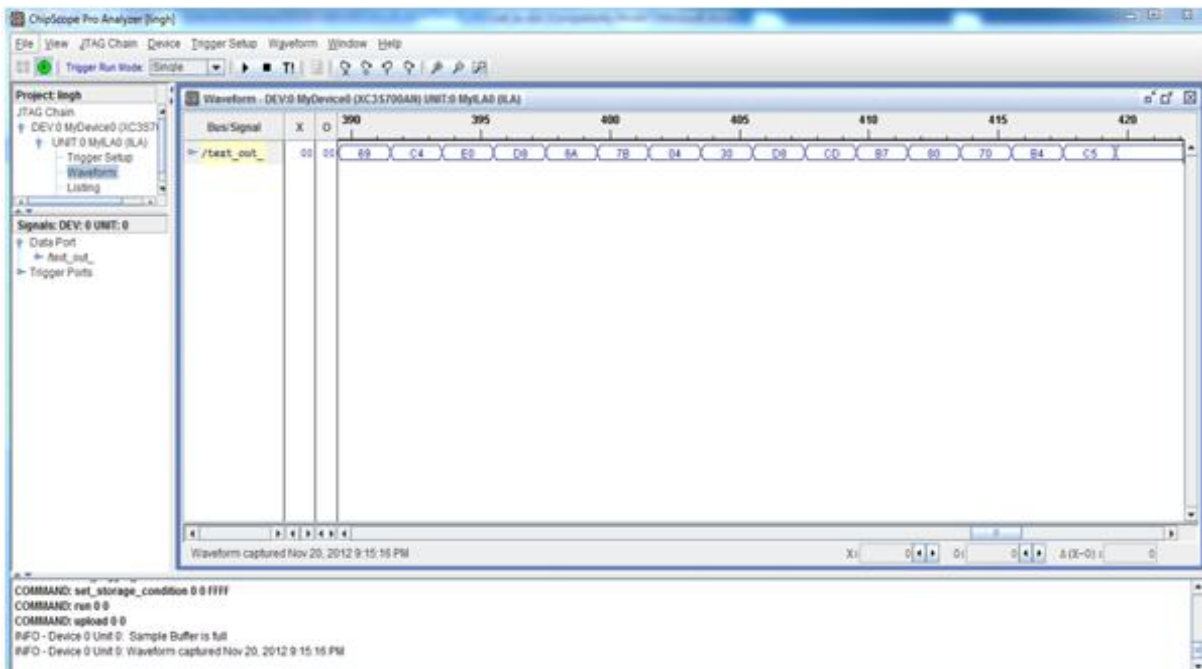 ChipScope Pro Analyzer [lingh]
File View JTAG Chain Device Trigger Setup Waveform Window Help
Trigger Run Mode: Single T!
Project: lingh
JTAG Chain
DEV:0 MyDevice0 (XC3S7
UNIT:0 MyILA0 (ILA)
Trigger Setup
Waveform
Listing
Signals: DEV: 0 UNIT: 0
Data Port
/text_out_
Trigger Ports
Waveform - DEV:0 MyDevice0 (XC3S700AN) UNIT:0 MyILA0 (ILA)
Bus/Signal X O 390 395 400 405 410 415 420
/text_out_ 00 00 69 C4 E0 D8 6A 7B 04 30 D8 CD B7 80 70 B4 C5
Waveform captured Nov 20, 2012 9:15:16 PM X: 0 O: 0 Δ(X-O): 0
COMMAND: set_storage_condition 0 0 FFFF
COMMAND: run 0 0
COMMAND: upload 0 0
INFO - Device 0 Unit 0: Sample Buffer is full
INFO - Device 0 Unit 0: Waveform captured Nov 20, 2012 9:15:16 PM